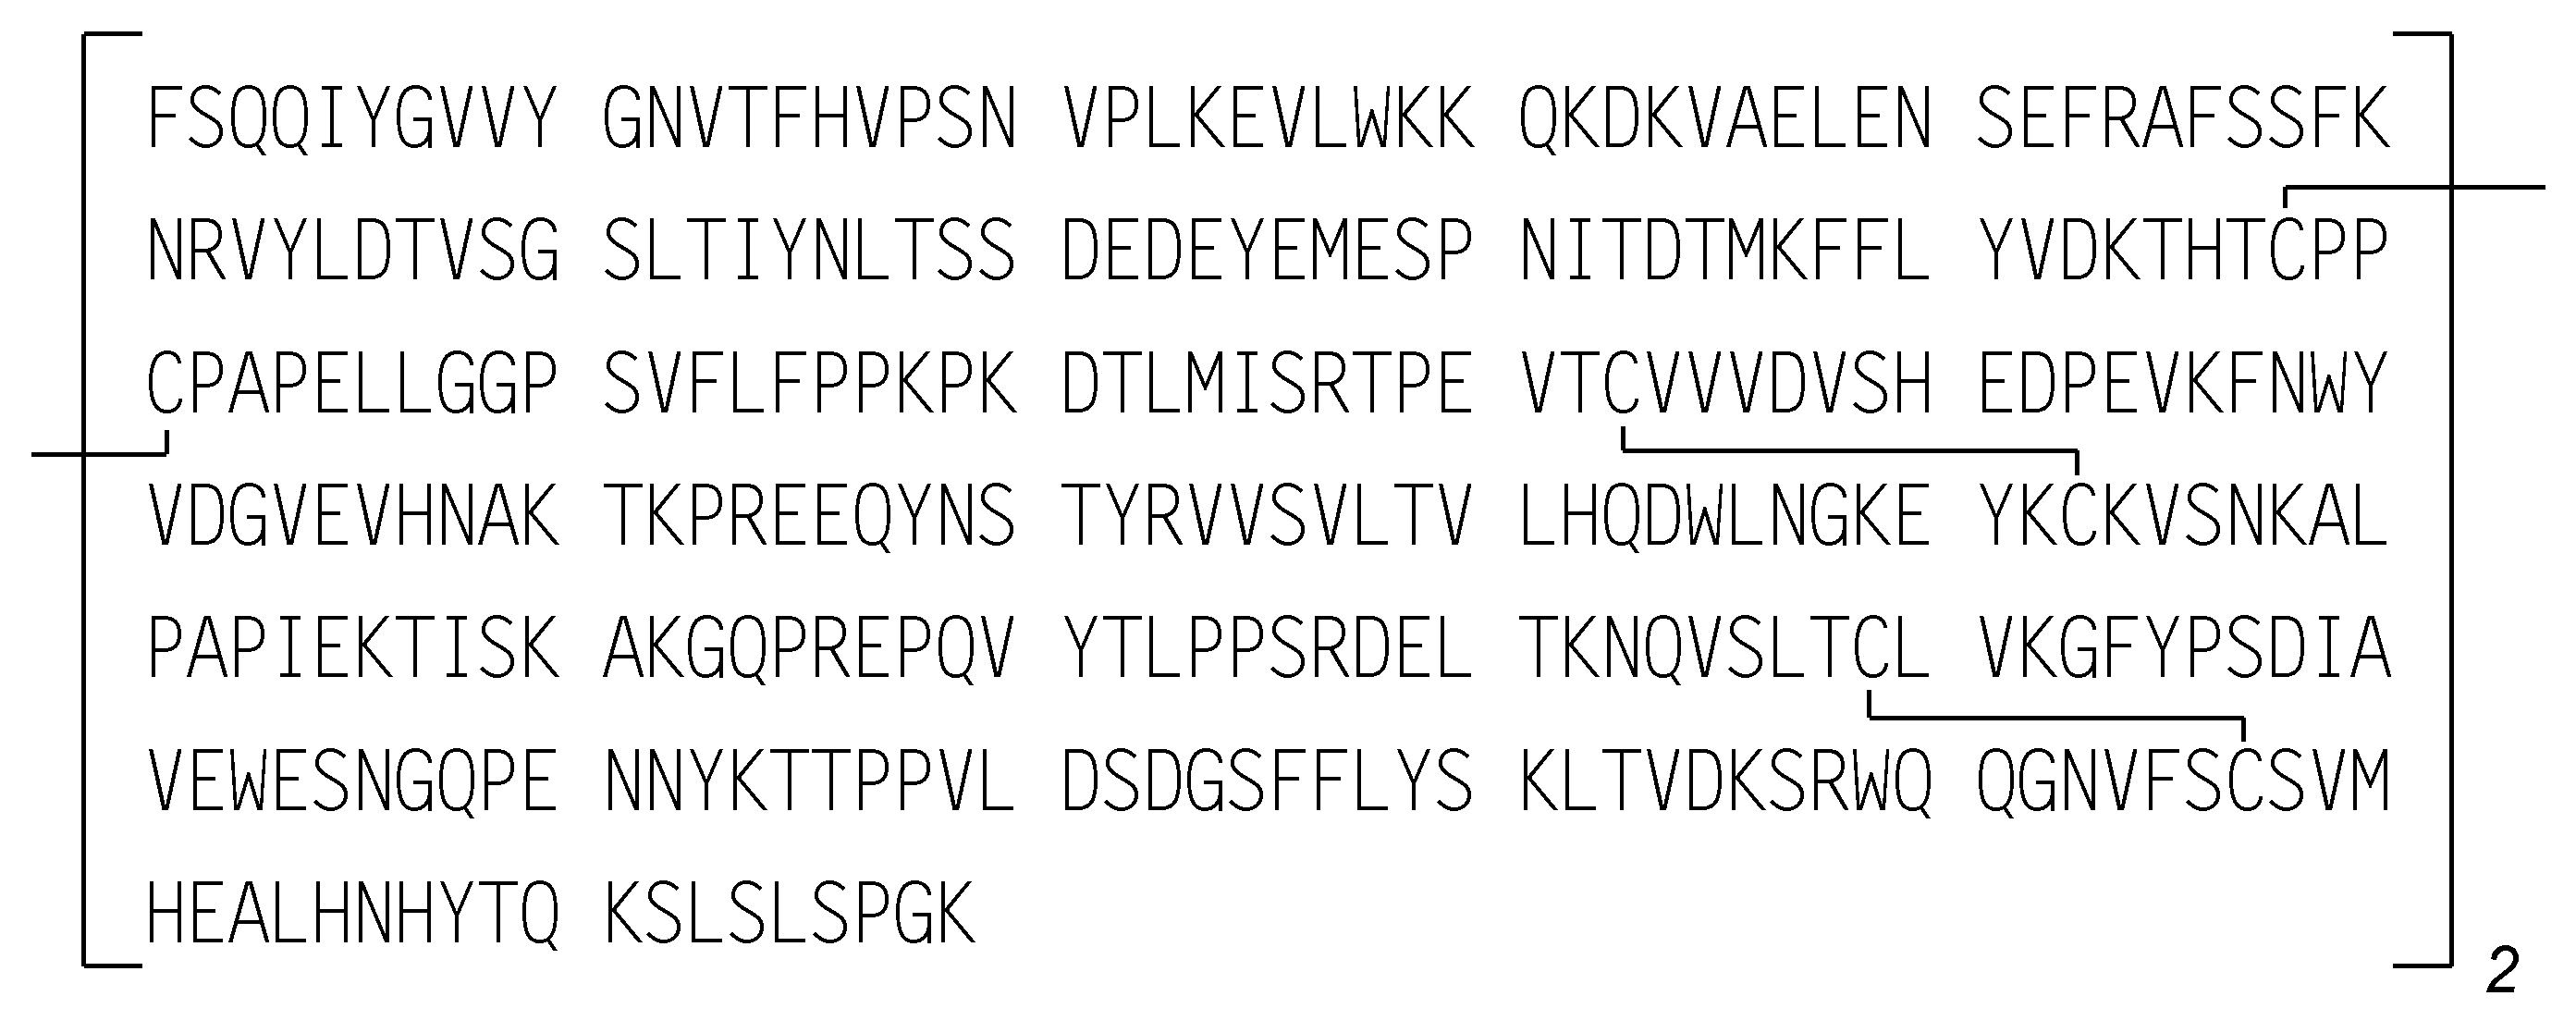 FSQQIYGVVY GNVTFHVPSN VPLKEVLWKK QKDKVAELEN SEFRAFSSFK
NRVYLDTVSG SLTIYNLTSS DEDEYEMESP NITDTMKFFL YVDKTHTCPP
CPAPELLGGP SVFLFPPKPK DTLMISRTPE VTCVVVDVSH EDPEVKFNWY
VDGVEVHNAK TKPREEQYNS TYRVVSVLTV LHQDWLNGKE YKCKVSNKAL
PAPIEKTISK AKGQPREPQV YTLPPSRDEL TKNQVSLTCL VKGFYPSDIA
VEWESNGQPE NNYKTTPPVL DSDGSFFLYS KLTVDKSRWQ QGNVFSCSVM
HEALHNHYTQ KSLSLSPGK
2